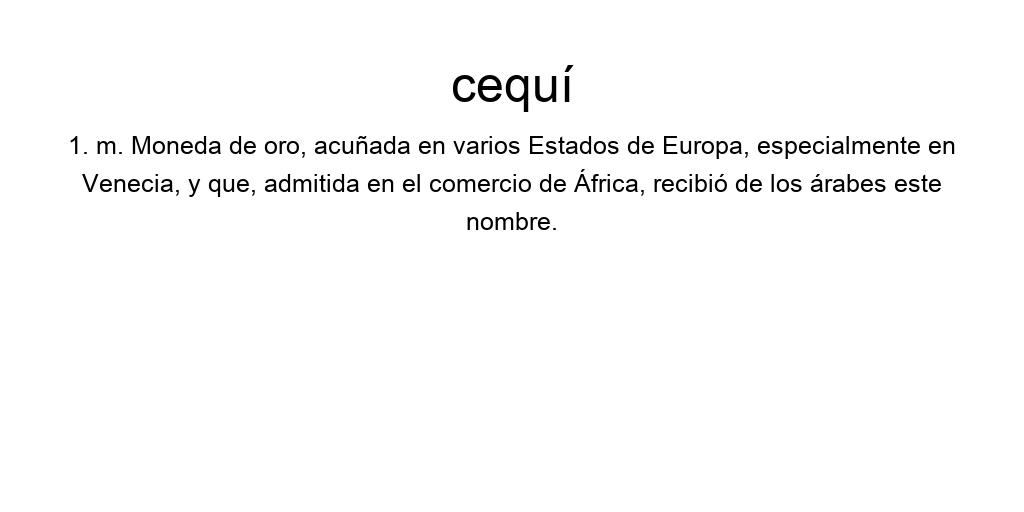 cequí
1. m. Moneda de oro, acuñada en varios Estados de Europa, especialmente en
Venecia, y que, admitida en el comercio de África, recibió de los árabes este
nombre.